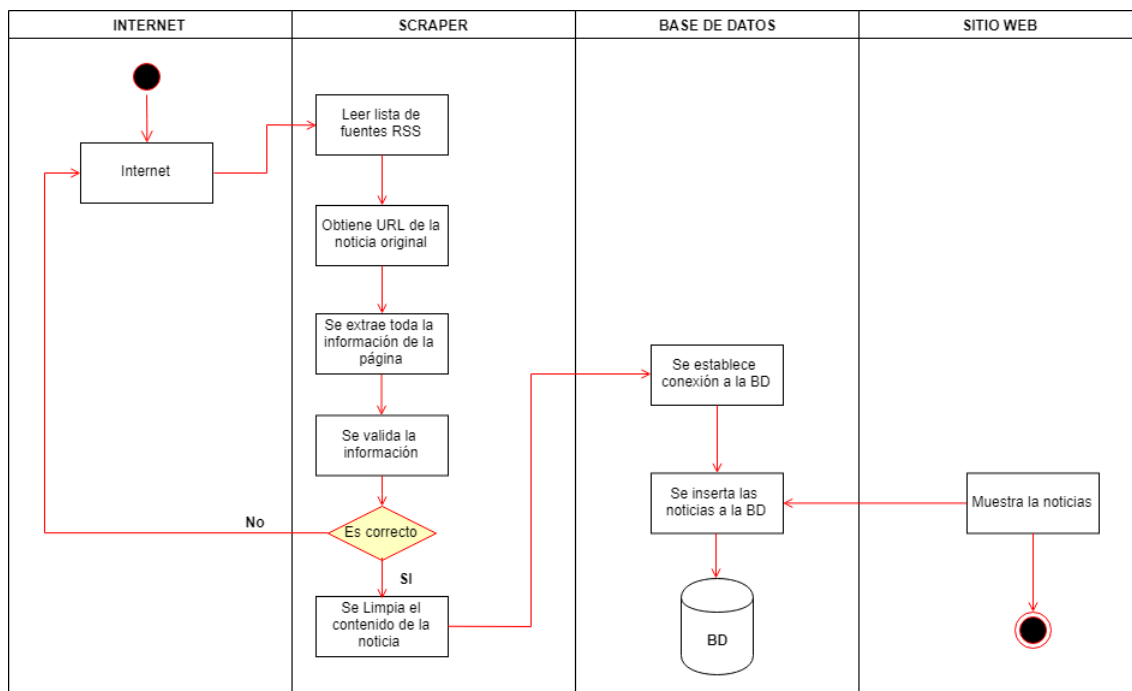 INTERNET
SCRAPER
BASE DE DATOS
SITIO WEB
Internet
Leer lista de
fuentes RSS
Obtiene URL de la
noticia original
Se extrae toda la
información de la
página
Se valida la
información
Es correcto
No
SI
Se Limpia el
contenido de la
noticia
Se establece
conexión a la BD
Se inserta las
noticias a la BD
BD
Muestra la noticias